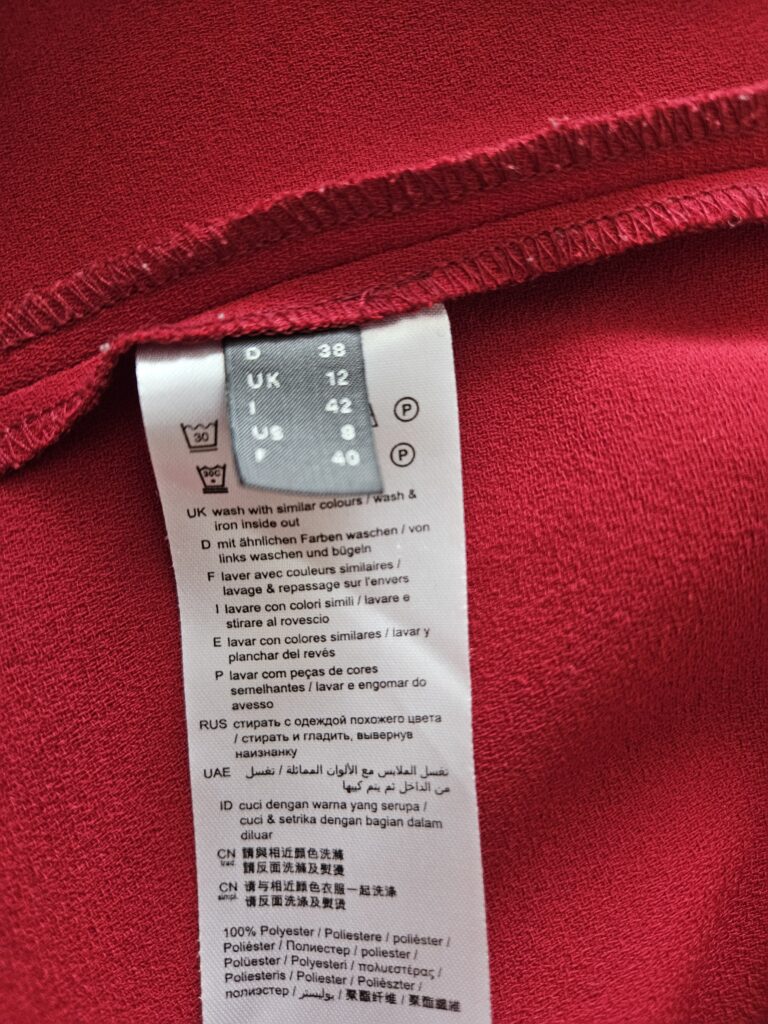 D 38
UK 12
I 42
US 8
F 40
30
P
30C
P
UK wash with similar colours / wash &
iron inside out
D mit ähnlichen Farben waschen / von
links waschen und bügeln
F laver avec couleurs similaires /
lavage & repassage sur l'envers
I lavare con colori simili / lavare e
stirare al rovescio
E lavar con colores similares / lavar y
planchar del revés
P lavar com peças de cores
semelhantes / lavar e engomar do
avesso
RUS стирать с одеждой похожего цвета
/ стирать и гладить, вывернув
наизнанку
UAE تغسل الملابس مع الألوان المماثلة / تغسل
من الداخل ثم يتم كيها
ID cuci dengan warna yang serupa /
cuci & setrika dengan bagian dalam
diluar
CN trad. 請與相近顏色洗滌
請反面洗滌及熨燙
CN simpl. 请与相近颜色衣服一起洗涤
请反面洗涤及熨烫
100% Polyester / Poliestere / poliéster /
Poliéster / Полиестер / poliester /
Polüester / Polyesteri / πολυεστέρας /
Poliesteris / Poliester / Poliészter /
полиэстер / بوليستر / 聚酯纤维 / 聚酯纖維